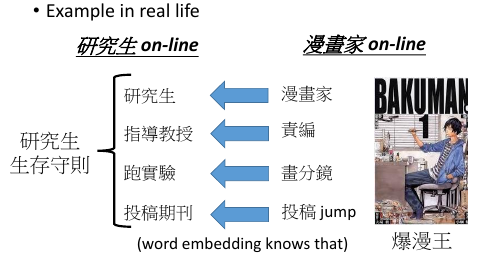 • Example in real life
研究生 on-line
漫畫家 on-line
研究生
生存守則
研究生
漫畫家
指導教授
責編
跑實驗
畫分鏡
投稿期刊
投稿 jump
(word embedding knows that)
BAKUMAN
1
爆漫王